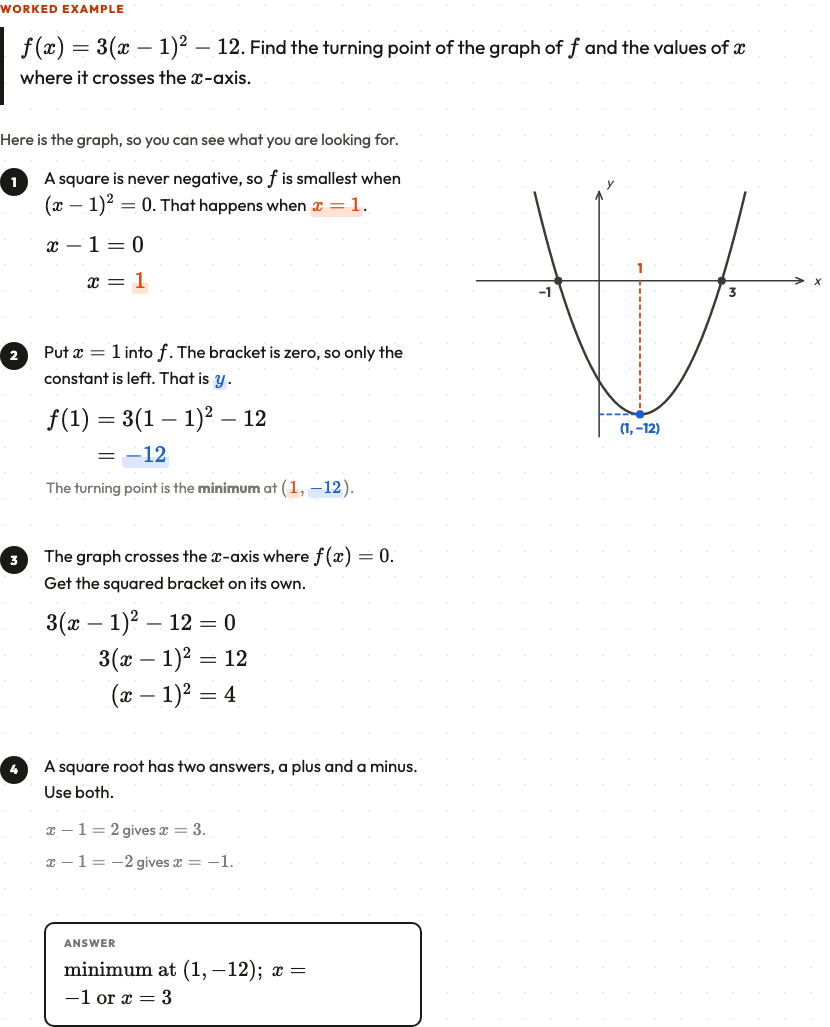 WORKED EXAMPLE
f(x) = 3(x − 1)² − 12. Find the turning point of the graph of f and the values of x
where it crosses the x-axis.
Here is the graph, so you can see what you are looking for.
1
A square is never negative, so f is smallest when
(x − 1)² = 0. That happens when x = 1.
x − 1 = 0
x = 1
2
Put x = 1 into f. The bracket is zero, so only the
constant is left. That is y.
f(1) = 3(1 − 1)² − 12
= −12
The turning point is the minimum at (1, −12).
3
The graph crosses the x-axis where f(x) = 0.
Get the squared bracket on its own.
3(x − 1)² − 12 = 0
3(x − 1)² = 12
(x − 1)² = 4
4
A square root has two answers, a plus and a minus.
Use both.
x − 1 = 2 gives x = 3.
x − 1 = −2 gives x = −1.
ANSWER
minimum at (1, −12); x =
−1 or x = 3
y
1
x
−1
3
(1, −12)